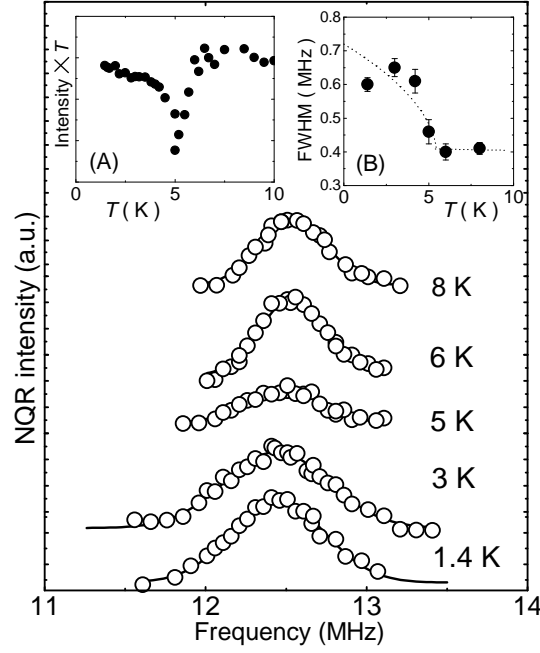 Intensity × T
(A)
0
5
10
T ( K )
FWHM ( MHz )
0.8
0.7
0.6
0.5
0.4
0.3
(B)
0
5
10
T ( K )
NQR intensity (a.u.)
8 K
6 K
5 K
3 K
1.4 K
11
12
13
14
Frequency (MHz)